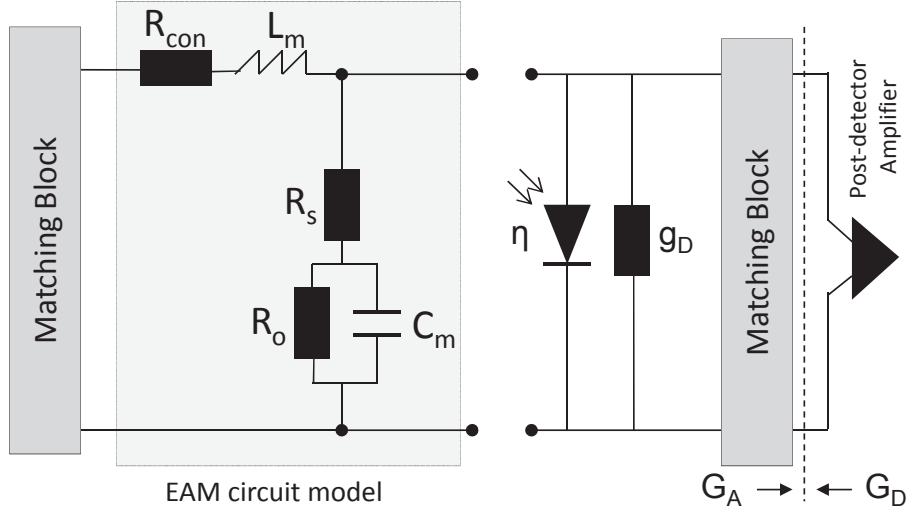 Matching Block
R_con
L_m
R_s
R_o
C_m
EAM circuit model
η
g_D
Matching Block
Post-detector
Amplifier
G_A
G_D